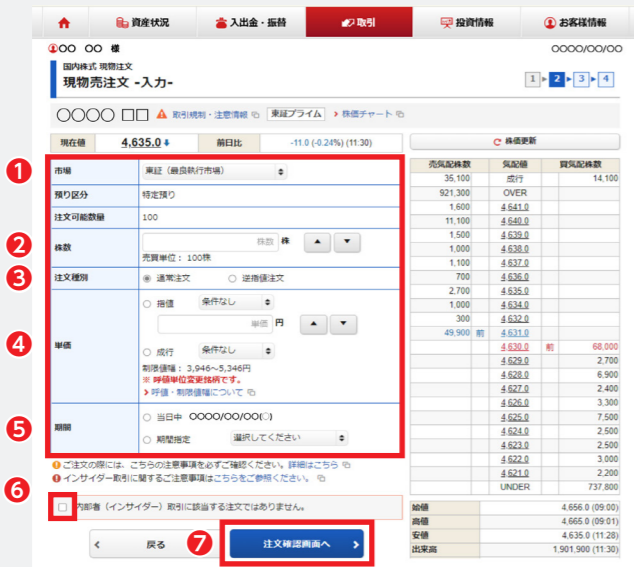 資産状況 入出金・振替 取引 投資情報 お客様情報
○○ ○○ 様 ○○○○/○○/○○
国内株式 現物注文
現物売注文 -入力- 1 2 3 4
○○○○ □□ 取引規制・注意情報 東証プライム 株価チャート
現在値 4,635.0 前日比 -11.0 (-0.24%) (11:30) 株価更新
1
市場 東証（最良執行市場）
預り区分 特定預り
注文可能数量 100
2
株数 株数 株
売買単位：100株
3
注文種別 通常注文 逆指値注文
4
単価
指値 条件なし
単価 円
成行 条件なし
制限値幅：3,946～5,346円
※ 呼値単位変更銘柄です。
呼値・制限値幅について
5
期間
当日中 ○○○○/○○/○○(○)
期間指定 選択してください
ご注文の際には、こちらの注意事項を必ずご確認ください。詳細はこちら
インサイダー取引に関するご注意事項はこちらをご参照ください。
6
内部者（インサイダー）取引に該当する注文ではありません。
戻る
7
注文確認画面へ
売気配株数 気配値 買気配株数
35,100 成行 14,100
921,300 OVER
1,600 4,641.0
11,100 4,640.0
1,500 4,639.0
1,000 4,638.0
1,100 4,637.0
700 4,636.0
2,700 4,635.0
1,000 4,634.0
300 4,632.0
49,900 前 4,631.0
4,630.0 前 68,000
4,629.0 2,700
4,628.0 6,900
4,627.0 2,400
4,626.0 3,300
4,625.0 7,500
4,624.0 2,500
4,623.0 2,500
4,622.0 3,000
4,621.0 2,200
UNDER 737,800
始値 4,656.0 (09:00)
高値 4,665.0 (09:01)
安値 4,635.0 (11:28)
出来高 1,901,900 (11:30)